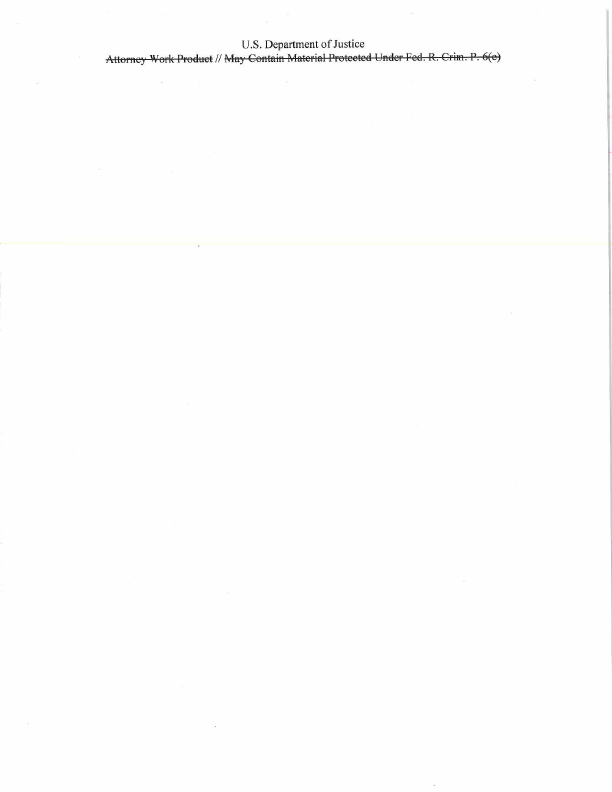 U.S. Department of Justice
Attorney Work Product // May Contain Material Protected Under Fed. R. Crim. P. 6(e)